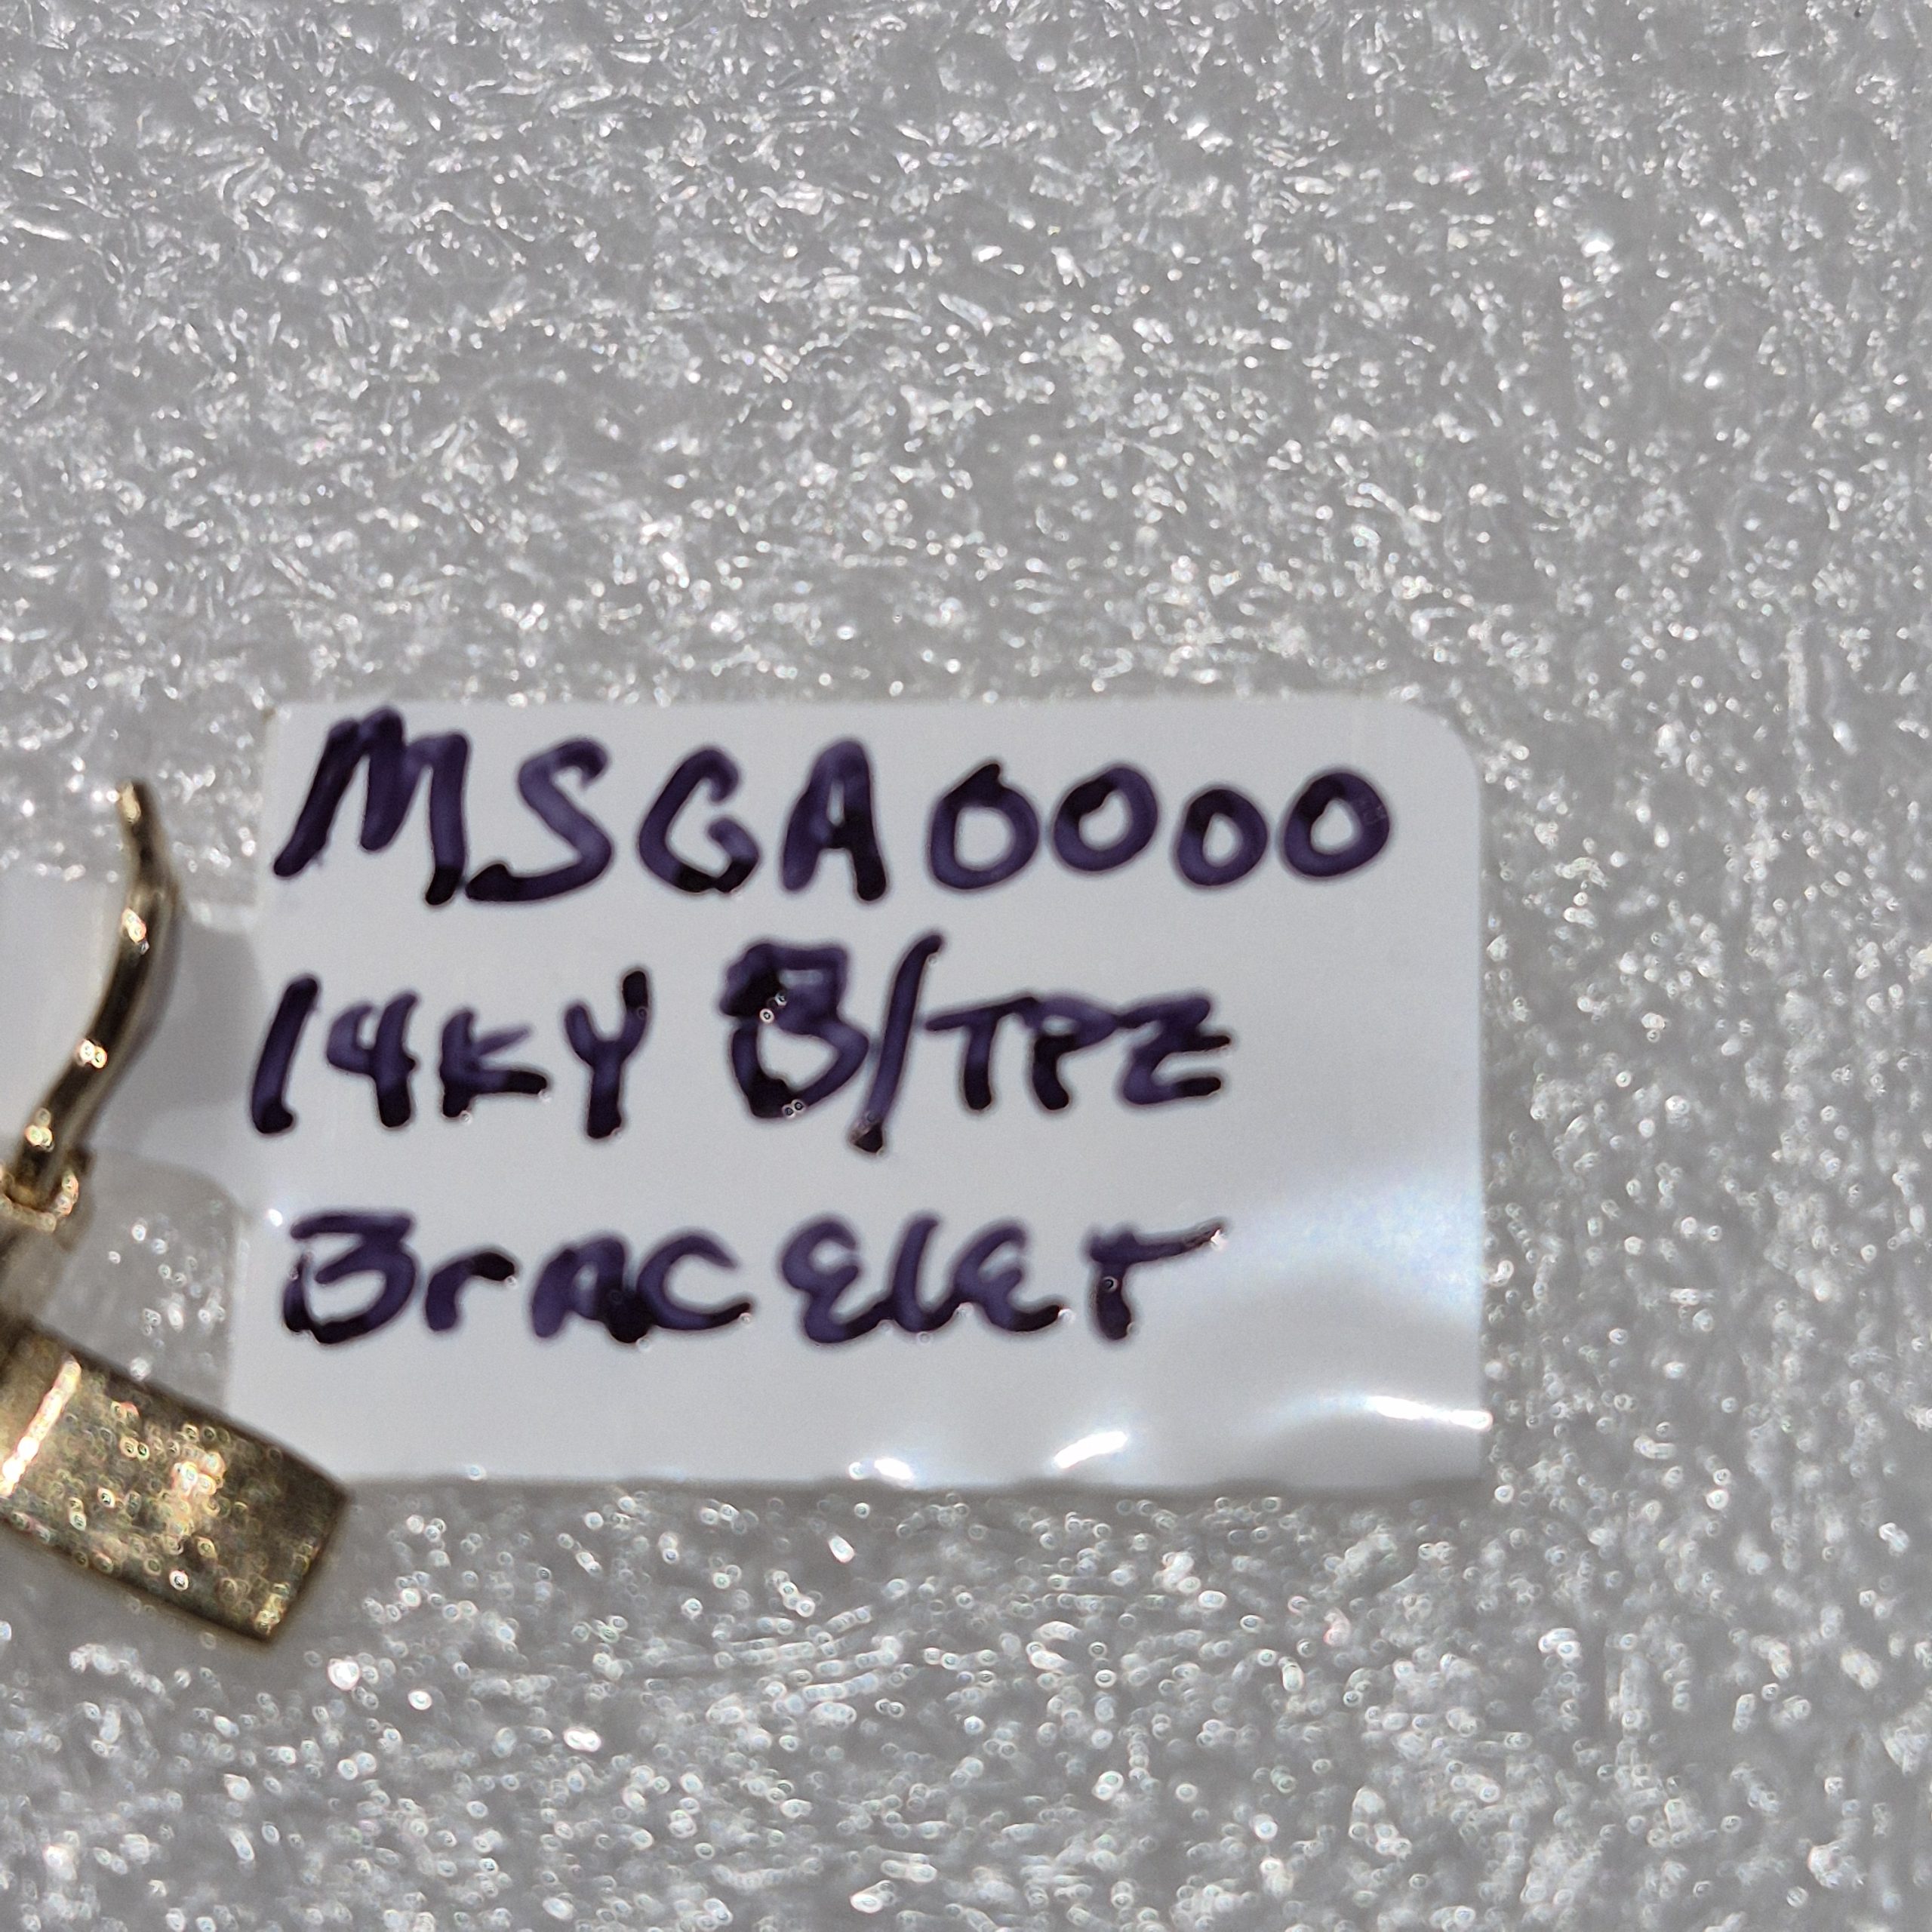 MSGA0000
14KY B/TPZ
BrACElET